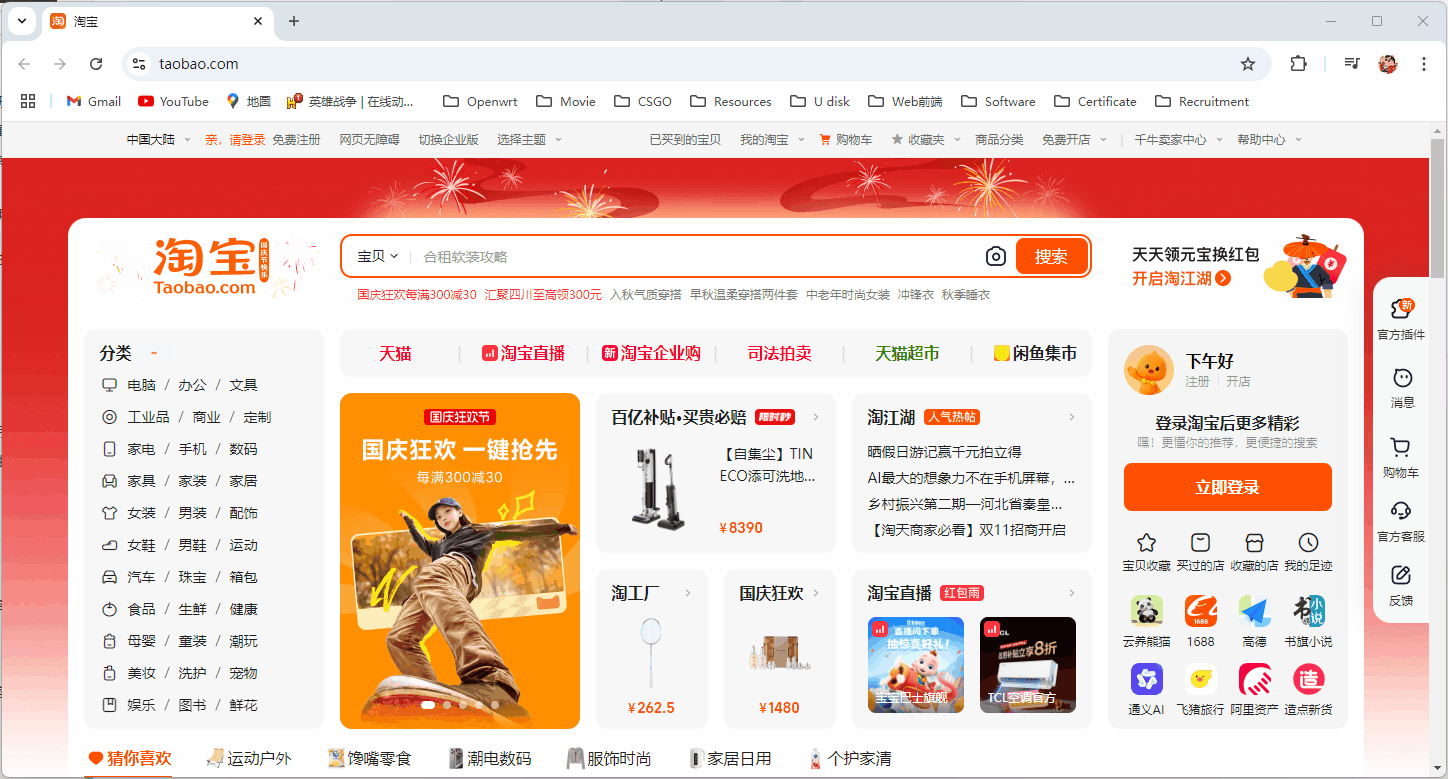 淘宝
taobao.com
Gmail YouTube 地图 英雄战争 | 在线动... Openwrt Movie CSGO Resources U disk Web前端 Software Certificate Recruitment
中国大陆 亲，请登录 免费注册 网页无障碍 切换企业版 选择主题 已买到的宝贝 我的淘宝 购物车 收藏夹 商品分类 免费开店 千牛卖家中心 帮助中心
淘宝 国庆节快乐
Taobao.com
宝贝 合租软装攻略 搜索
国庆狂欢每满300减30 汇聚四川至高领300元 入秋气质穿搭 早秋温柔穿搭两件套 中老年时尚女装 冲锋衣 秋季睡衣
天天领元宝换红包
开启淘江湖
分类
电脑 / 办公 / 文具
工业品 / 商业 / 定制
家电 / 手机 / 数码
家具 / 家装 / 家居
女装 / 男装 / 配饰
女鞋 / 男鞋 / 运动
汽车 / 珠宝 / 箱包
食品 / 生鲜 / 健康
母婴 / 童装 / 潮玩
美妆 / 洗护 / 宠物
娱乐 / 图书 / 鲜花
天猫 淘宝直播 新 淘宝企业购 司法拍卖 天猫超市 闲鱼集市
国庆狂欢节
国庆狂欢 一键抢先
每满300减30
百亿补贴•买贵必赔 限时秒
【自集尘】TIN
ECO添可洗地...
¥8390
淘江湖 人气热帖
晒假日游记赢千元拍立得
AI最大的想象力不在手机屏幕，...
乡村振兴第二期—河北省秦皇...
【淘天商家必看】双11招商开启
淘工厂
¥262.5
国庆狂欢
¥1480
淘宝直播 红包雨
直播间下单
抽惊喜好礼!
宝宝巴士旗舰
TCL
政府补贴立享8折
TCL空调官方
下午好
注册 开店
登录淘宝后更多精彩
嘿！更懂你的推荐，更便捷的搜索
立即登录
宝贝收藏 买过的店 收藏的店 我的足迹
1688 书旗小说
云养熊猫 1688 高德 书旗小说
造
通义AI 飞猪旅行 阿里资产 造点新货
新
官方插件
消息
购物车
官方客服
反馈
猜你喜欢 运动户外 馋嘴零食 潮电数码 服饰时尚 家居日用 个护家清